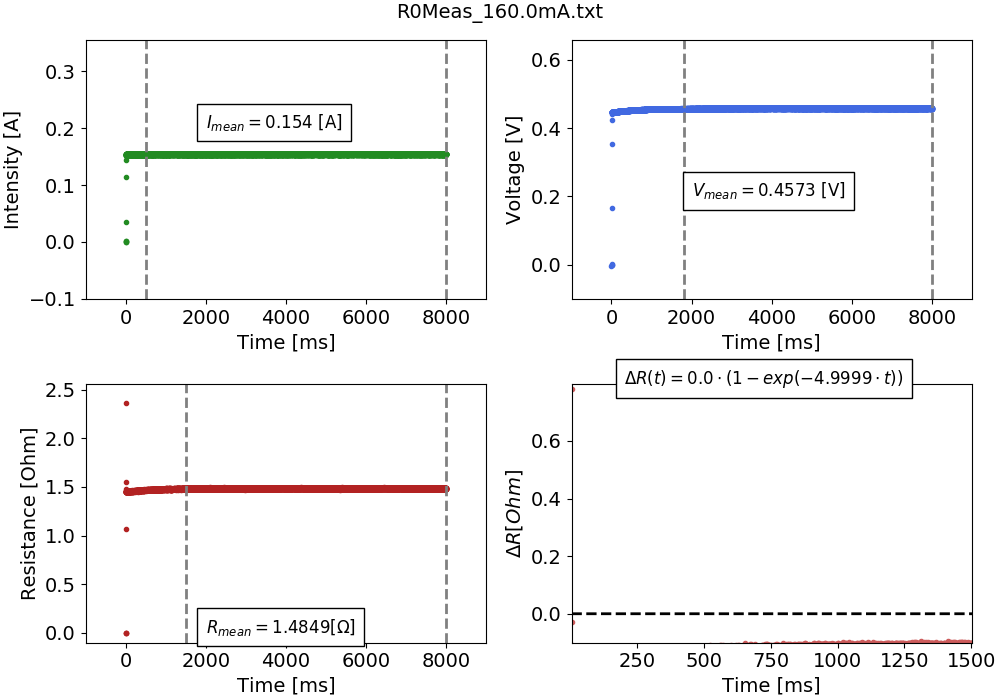 R0Meas_160.0mA.txt
Intensity [A]
0.3
0.2
0.1
0.0
−0.1
I_mean = 0.154 [A]
0 2000 4000 6000 8000
Time [ms]
Voltage [V]
0.6
0.4
0.2
0.0
V_mean = 0.4573 [V]
0 2000 4000 6000 8000
Time [ms]
Resistance [Ohm]
2.5
2.0
1.5
1.0
0.5
0.0
R_mean = 1.4849[Ω]
0 2000 4000 6000 8000
Time [ms]
ΔR(t) = 0.0 · (1 − exp(−4.9999 · t))
ΔR[Ohm]
0.6
0.4
0.2
0.0
250 500 750 1000 1250 1500
Time [ms]